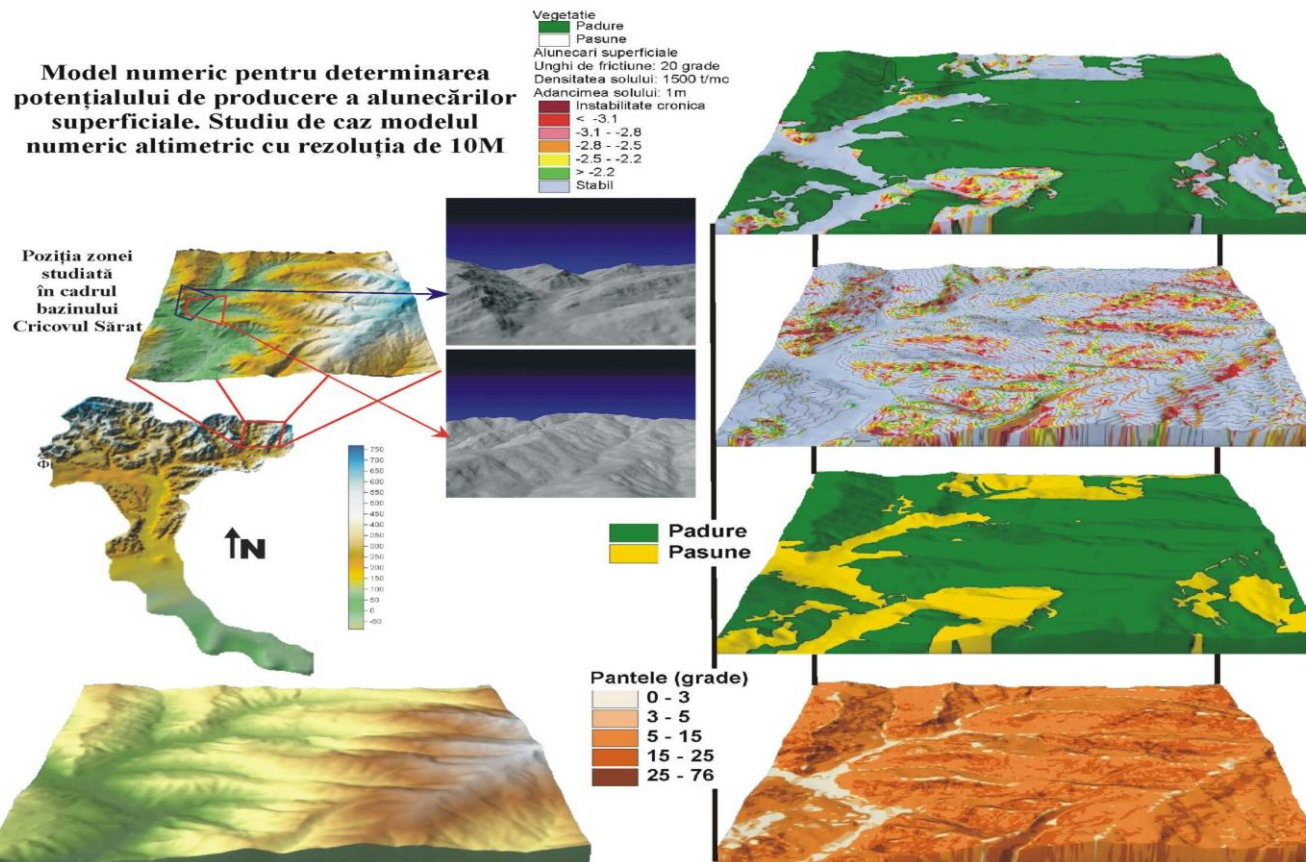 Model numeric pentru determinarea
potențialului de producere a alunecărilor
superficiale. Studiu de caz modelul
numeric altimetric cu rezoluția de 10M
Vegetatie
Padure
Pasune
Alunecari superficiale
Unghi de frictiune: 20 grade
Densitatea solului: 1500 t/mc
Adancimea solului: 1m
Instabilitate cronica
< -3.1
-3.1 - -2.8
-2.8 - -2.5
-2.5 - -2.2
> -2.2
Stabil
Poziția zonei
studiată
în cadrul
bazinului
Cricovul Sărat
750
700
650
600
550
500
450
400
350
300
250
200
150
100
50
0
-50
N
Padure
Pasune
Pantele (grade)
0 - 3
3 - 5
5 - 15
15 - 25
25 - 76